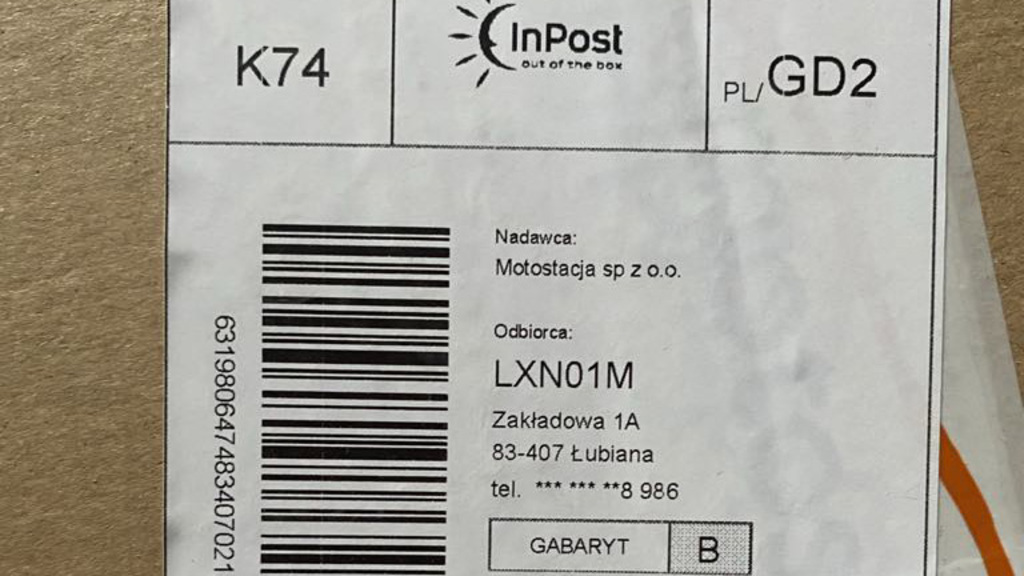 K74
InPost
out of the box
PL/GD2
Nadawca:
Motostacja sp z o.o.
Odbiorca:
LXN01M
Zakładowa 1A
83-407 Łubiana
tel. *** *** **8 986
GABARYT B
631980647483407021